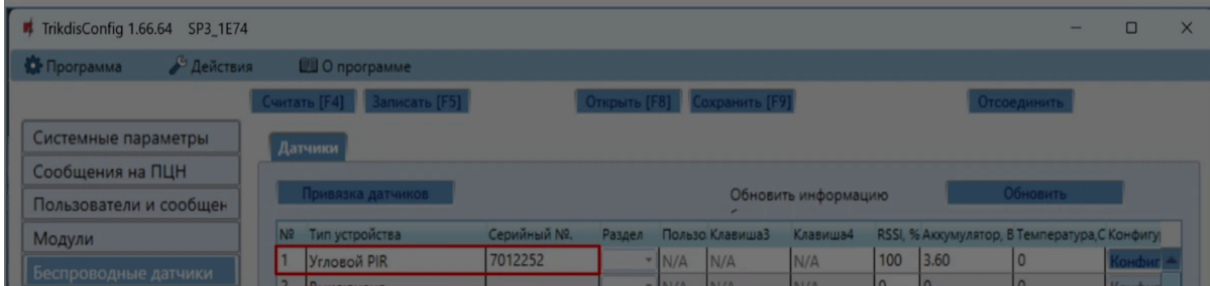 TrikdisConfig 1.66.64 SP3_1E74
Программа Действия О программе
Считать [F4] Записать [F5] Открыть [F8] Сохранить [F9] Отсоединить
Системные параметры
Датчики
Сообщения на ПЦН
Привязка датчиков Обновить информацию Обновить
Пользователи и сообщен
Модули
№ Тип устройства Серийный №. Раздел Пользо Клавиша3 Клавиша4 RSSI, % Аккумулятор, В Температура,С Конфигу
1 Угловой PIR 7012252 N/A N/A N/A 100 3.60 0 Конфиг
Беспроводные датчики